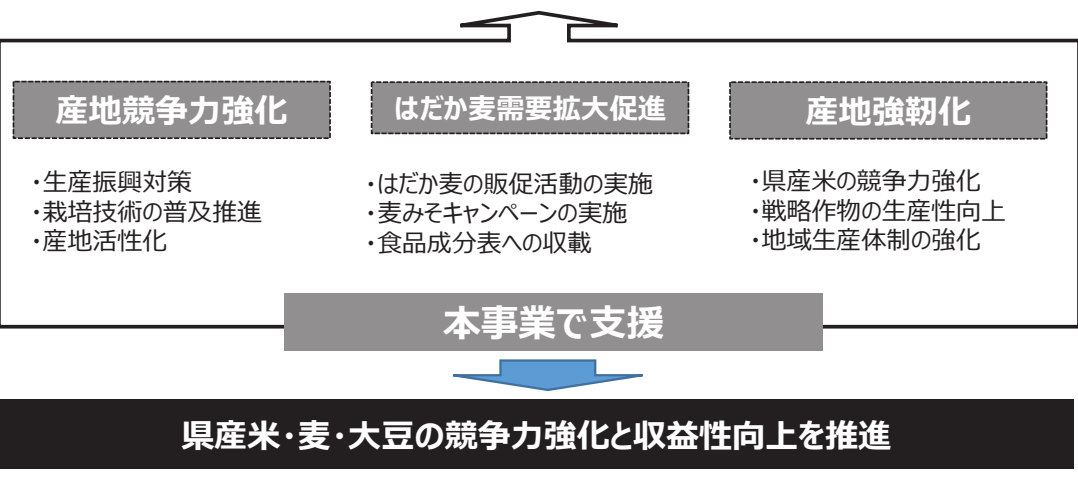 産地競争力強化
・生産振興対策
・栽培技術の普及推進
・産地活性化
はだか麦需要拡大促進
・はだか麦の販促活動の実施
・麦みそキャンペーンの実施
・食品成分表への収載
産地強靭化
・県産米の競争力強化
・戦略作物の生産性向上
・地域生産体制の強化
本事業で支援
県産米・麦・大豆の競争力強化と収益性向上を推進